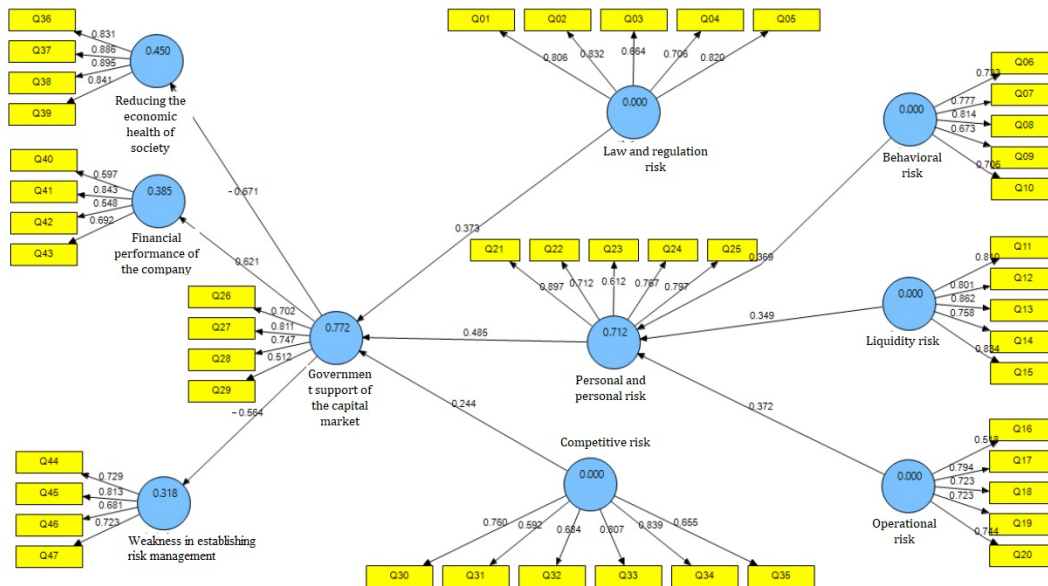 Q36
Q37
Q38
Q39
0.831
0.886
0.895
0.841
0.450
Reducing the
economic
health of
society
Q40
Q41
Q42
Q43
0.597
0.843
0.548
0.692
0.385
Financial
performance of
the company
-0.671
0.621
Q26
Q27
Q28
Q29
0.702
0.811
0.747
0.512
0.772
Governmen
t support of
the capital
market
-0.564
Q44
Q45
Q46
Q47
0.729
0.813
0.681
0.723
0.318
Weakness in establishing
risk management
Q01
Q02
Q03
Q04
Q05
0.806
0.832
0.664
0.706
0.820
0.000
Law and regulation
risk
0.373
Q21
Q22
Q23
Q24
Q25
0.897
0.712
0.612
0.767
0.797
0.712
Personal and
personal risk
0.485
0.244
Competitive risk
0.000
0.760
0.592
0.634
0.807
0.839
0.655
Q30
Q31
Q32
Q33
Q34
Q35
Q06
Q07
Q08
Q09
Q10
0.777
0.814
0.673
0.706
0.000
Behavioral
risk
0.369
Q11
Q12
Q13
Q14
Q15
0.810
0.801
0.862
0.758
0.834
0.000
Liquidity risk
0.349
Q16
Q17
Q18
Q19
Q20
0.794
0.723
0.723
0.744
0.000
Operational
risk
0.372